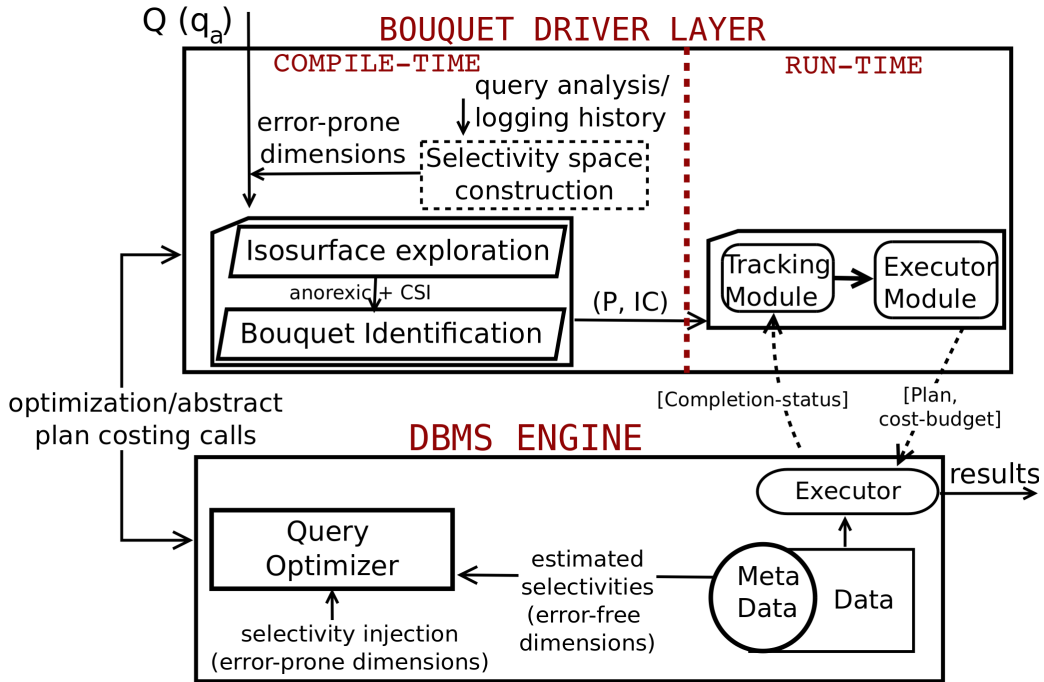 Q (qa)
BOUQUET DRIVER LAYER
COMPILE-TIME
RUN-TIME
query analysis/
logging history
error-prone
dimensions
Selectivity space
construction
Isosurface exploration
anorexic + CSI
Bouquet Identification
(P, IC)
Tracking
Module
Executor
Module
optimization/abstract
plan costing calls
[Completion-status]
[Plan,
cost-budget]
DBMS ENGINE
Executor
results
Query
Optimizer
estimated
selectivities
(error-free
dimensions)
Meta
Data
Data
selectivity injection
(error-prone dimensions)